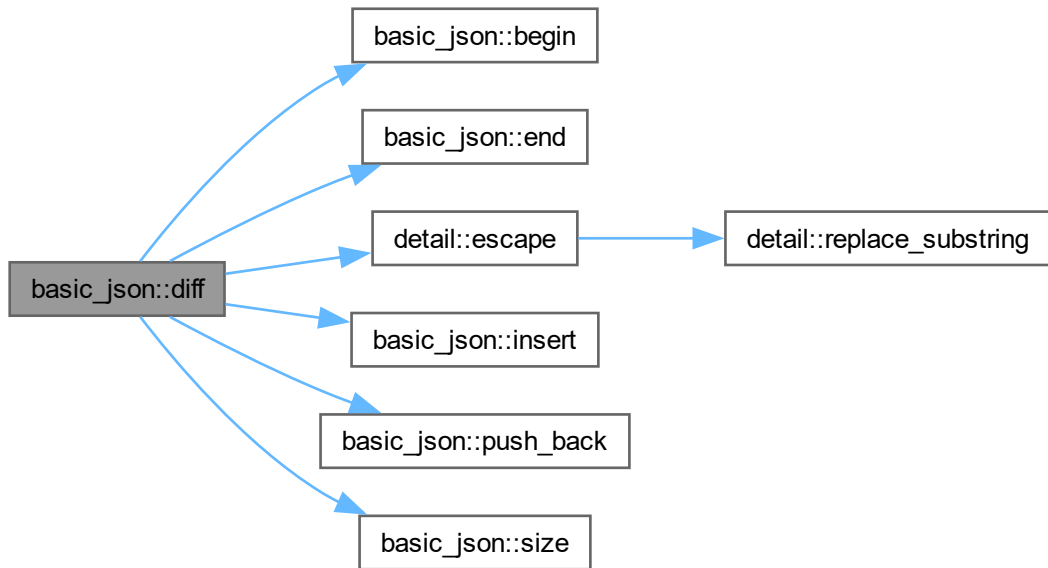 basic_json::begin
basic_json::end
detail::escape
detail::replace_substring
basic_json::diff
basic_json::insert
basic_json::push_back
basic_json::size